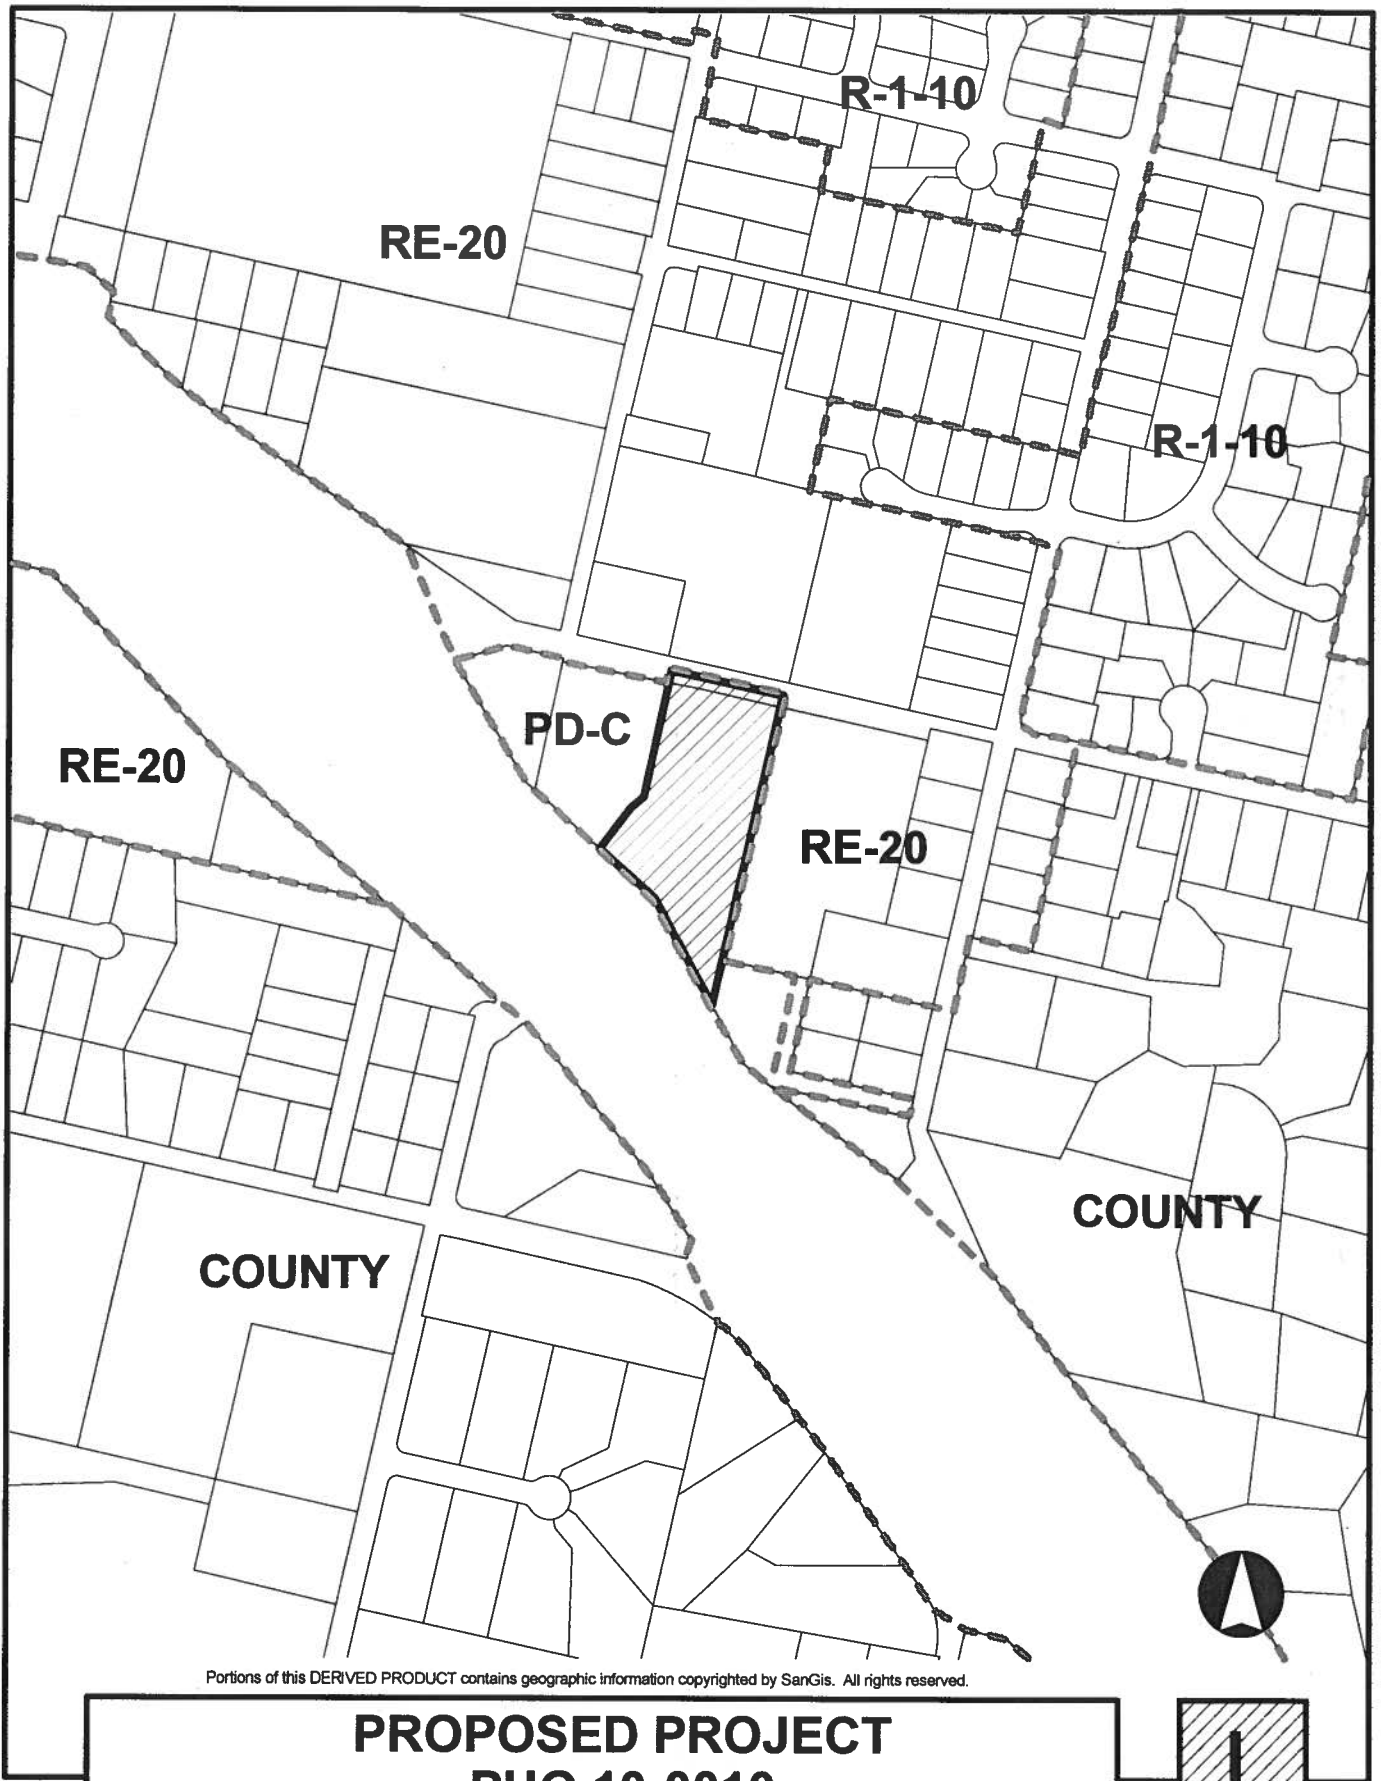 R-1-10
RE-20
R-1-10
PD-C
RE-20
RE-20
COUNTY
COUNTY
Portions of this DERIVED PRODUCT contains geographic information copyrighted by SanGis. All rights reserved.
PROPOSED PROJECT